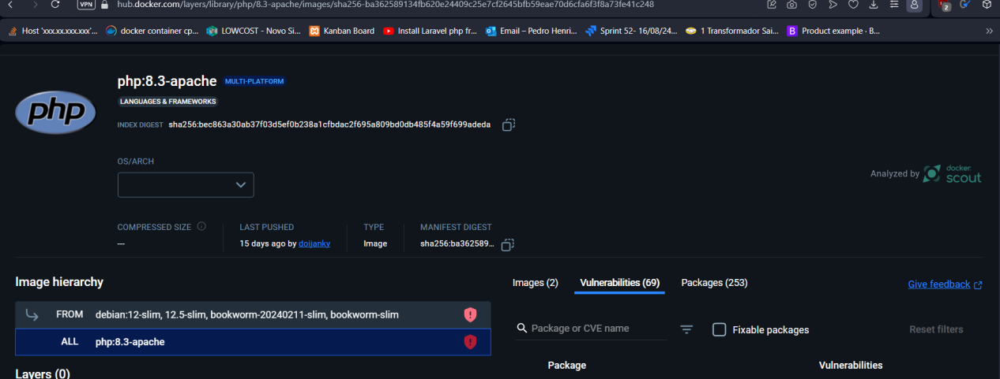 VPN hub.docker.com/layers/library/php/8.3-apache/images/sha256-ba362589134fb620e24409c25e7cf2645bfb59eae70d6cfa6f3f8a73fe41c248 2
Host 'xxx.xx.xxx.xxx'... docker container cp... LOWCOST - Novo Si... Kanban Board Install Laravel php fr... Email – Pedro Henri... Sprint 52- 16/08/24... 1 Transformador Sai... B Product example · B... »
php php:8.3-apache MULTI-PLATFORM
LANGUAGES & FRAMEWORKS
INDEX DIGEST sha256:bec863a30ab37f03d5ef0b238a1cfbdac2f695a809bd0db485f4a59f699adeda
OS/ARCH
Analyzed by docker scout
COMPRESSED SIZE LAST PUSHED TYPE MANIFEST DIGEST
--- 15 days ago by doijanky Image sha256:ba362589...
Image hierarchy
FROM debian:12-slim, 12.5-slim, bookworm-20240211-slim, bookworm-slim
ALL php:8.3-apache
Layers (0)
Images (2) Vulnerabilities (69) Packages (253) Give feedback
Package or CVE name Fixable packages Reset filters
Package Vulnerabilities